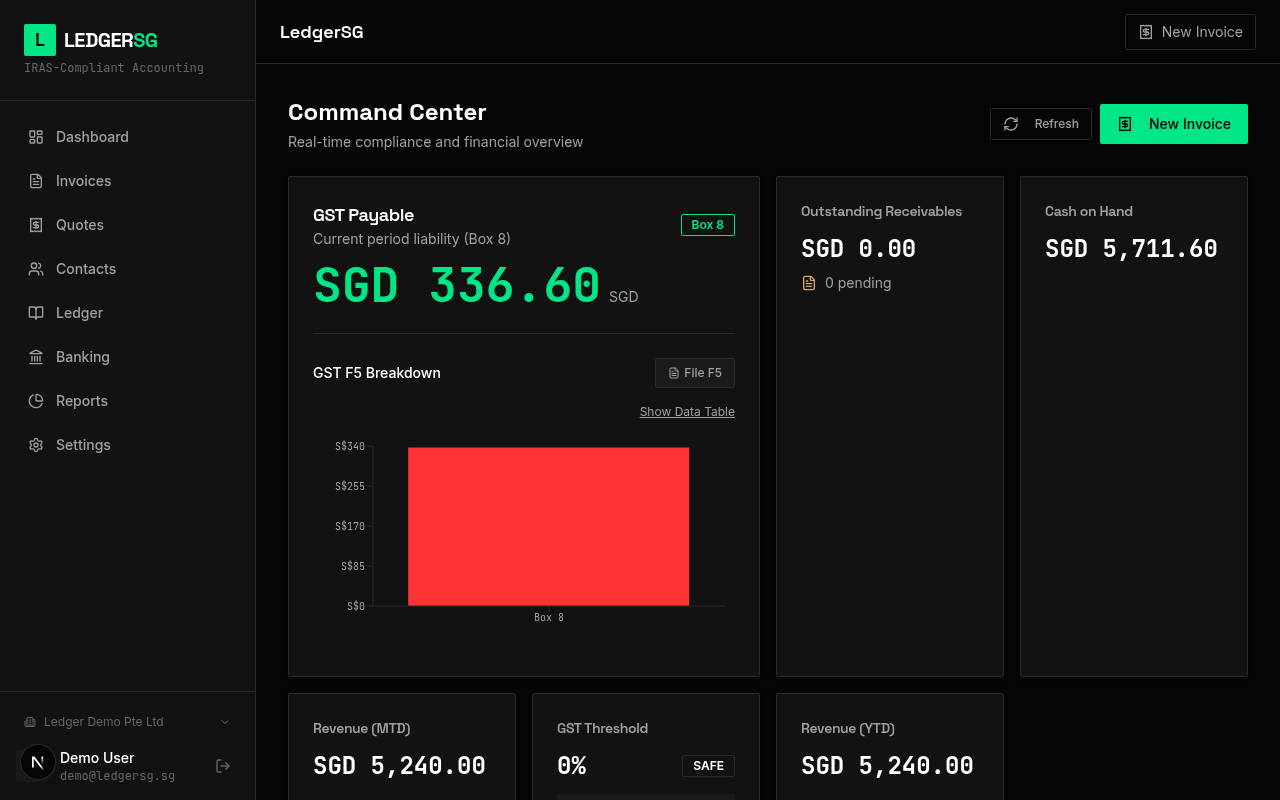 L LEDGERSG
IRAS-Compliant Accounting
Dashboard
Invoices
Quotes
Contacts
Ledger
Banking
Reports
Settings
Ledger Demo Pte Ltd
N
Demo User
demo@ledgersg.sg
LedgerSG
New Invoice
Command Center
Real-time compliance and financial overview
Refresh
New Invoice
GST Payable
Current period liability (Box 8)
Box 8
SGD 336.60 SGD
GST F5 Breakdown
File F5
Show Data Table
S$340
S$255
S$170
S$85
S$0
Box 8
Outstanding Receivables
SGD 0.00
0 pending
Cash on Hand
SGD 5,711.60
Revenue (MTD)
SGD 5,240.00
GST Threshold
0%
SAFE
Revenue (YTD)
SGD 5,240.00